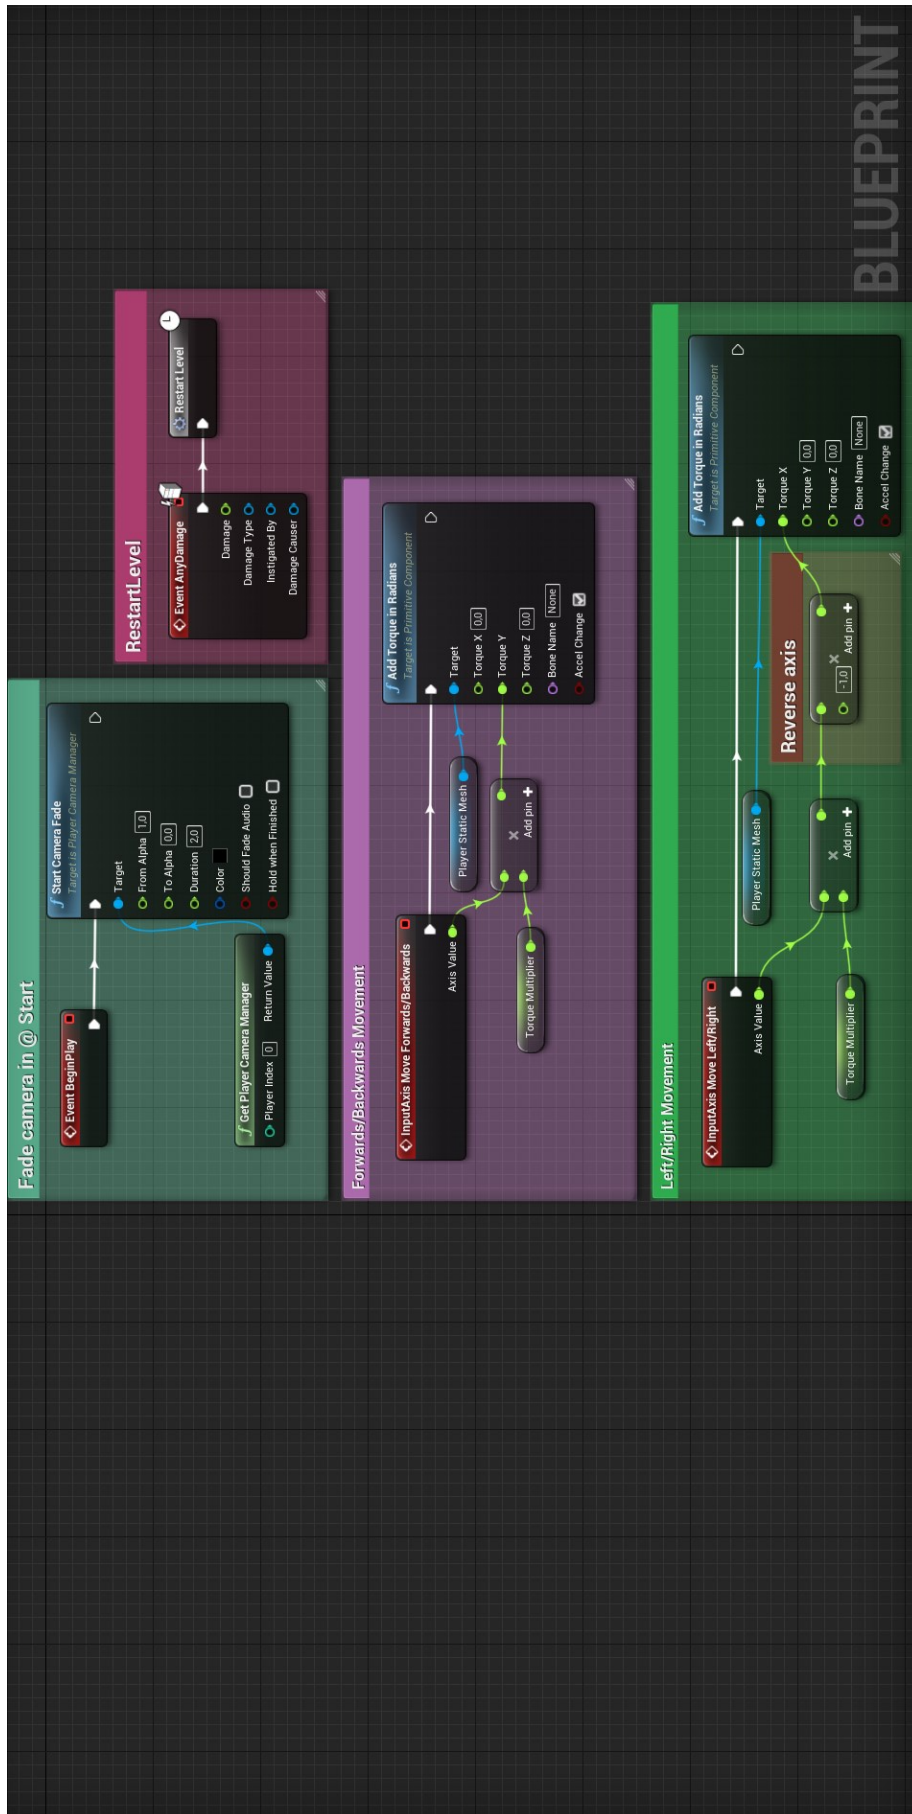 Fade camera in @ Start
Event BeginPlay
Start Camera Fade
Target is Player Camera Manager
Target
From Alpha 1.0
To Alpha 0.0
Duration 2.0
Color
Should Fade Audio
Hold when Finished
Get Player Camera Manager
Player Index 0 Return Value
RestartLevel
Event AnyDamage
Damage
Damage Type
Instigated By
Damage Causer
Restart Level
Forwards/Backwards Movement
InputAxis Move Forwards/Backwards
Axis Value
Torque Multiplier
Player Static Mesh
Add pin +
Add Torque in Radians
Target is Primitive Component
Target
Torque X 0.0
Torque Y
Torque Z 0.0
Bone Name None
Accel Change
Left/Right Movement
InputAxis Move Left/Right
Axis Value
Torque Multiplier
Player Static Mesh
Add pin +
Reverse axis
-1.0
Add pin +
Add Torque in Radians
Target is Primitive Component
Target
Torque X
Torque Y 0.0
Torque Z 0.0
Bone Name None
Accel Change
BLUEPRINT